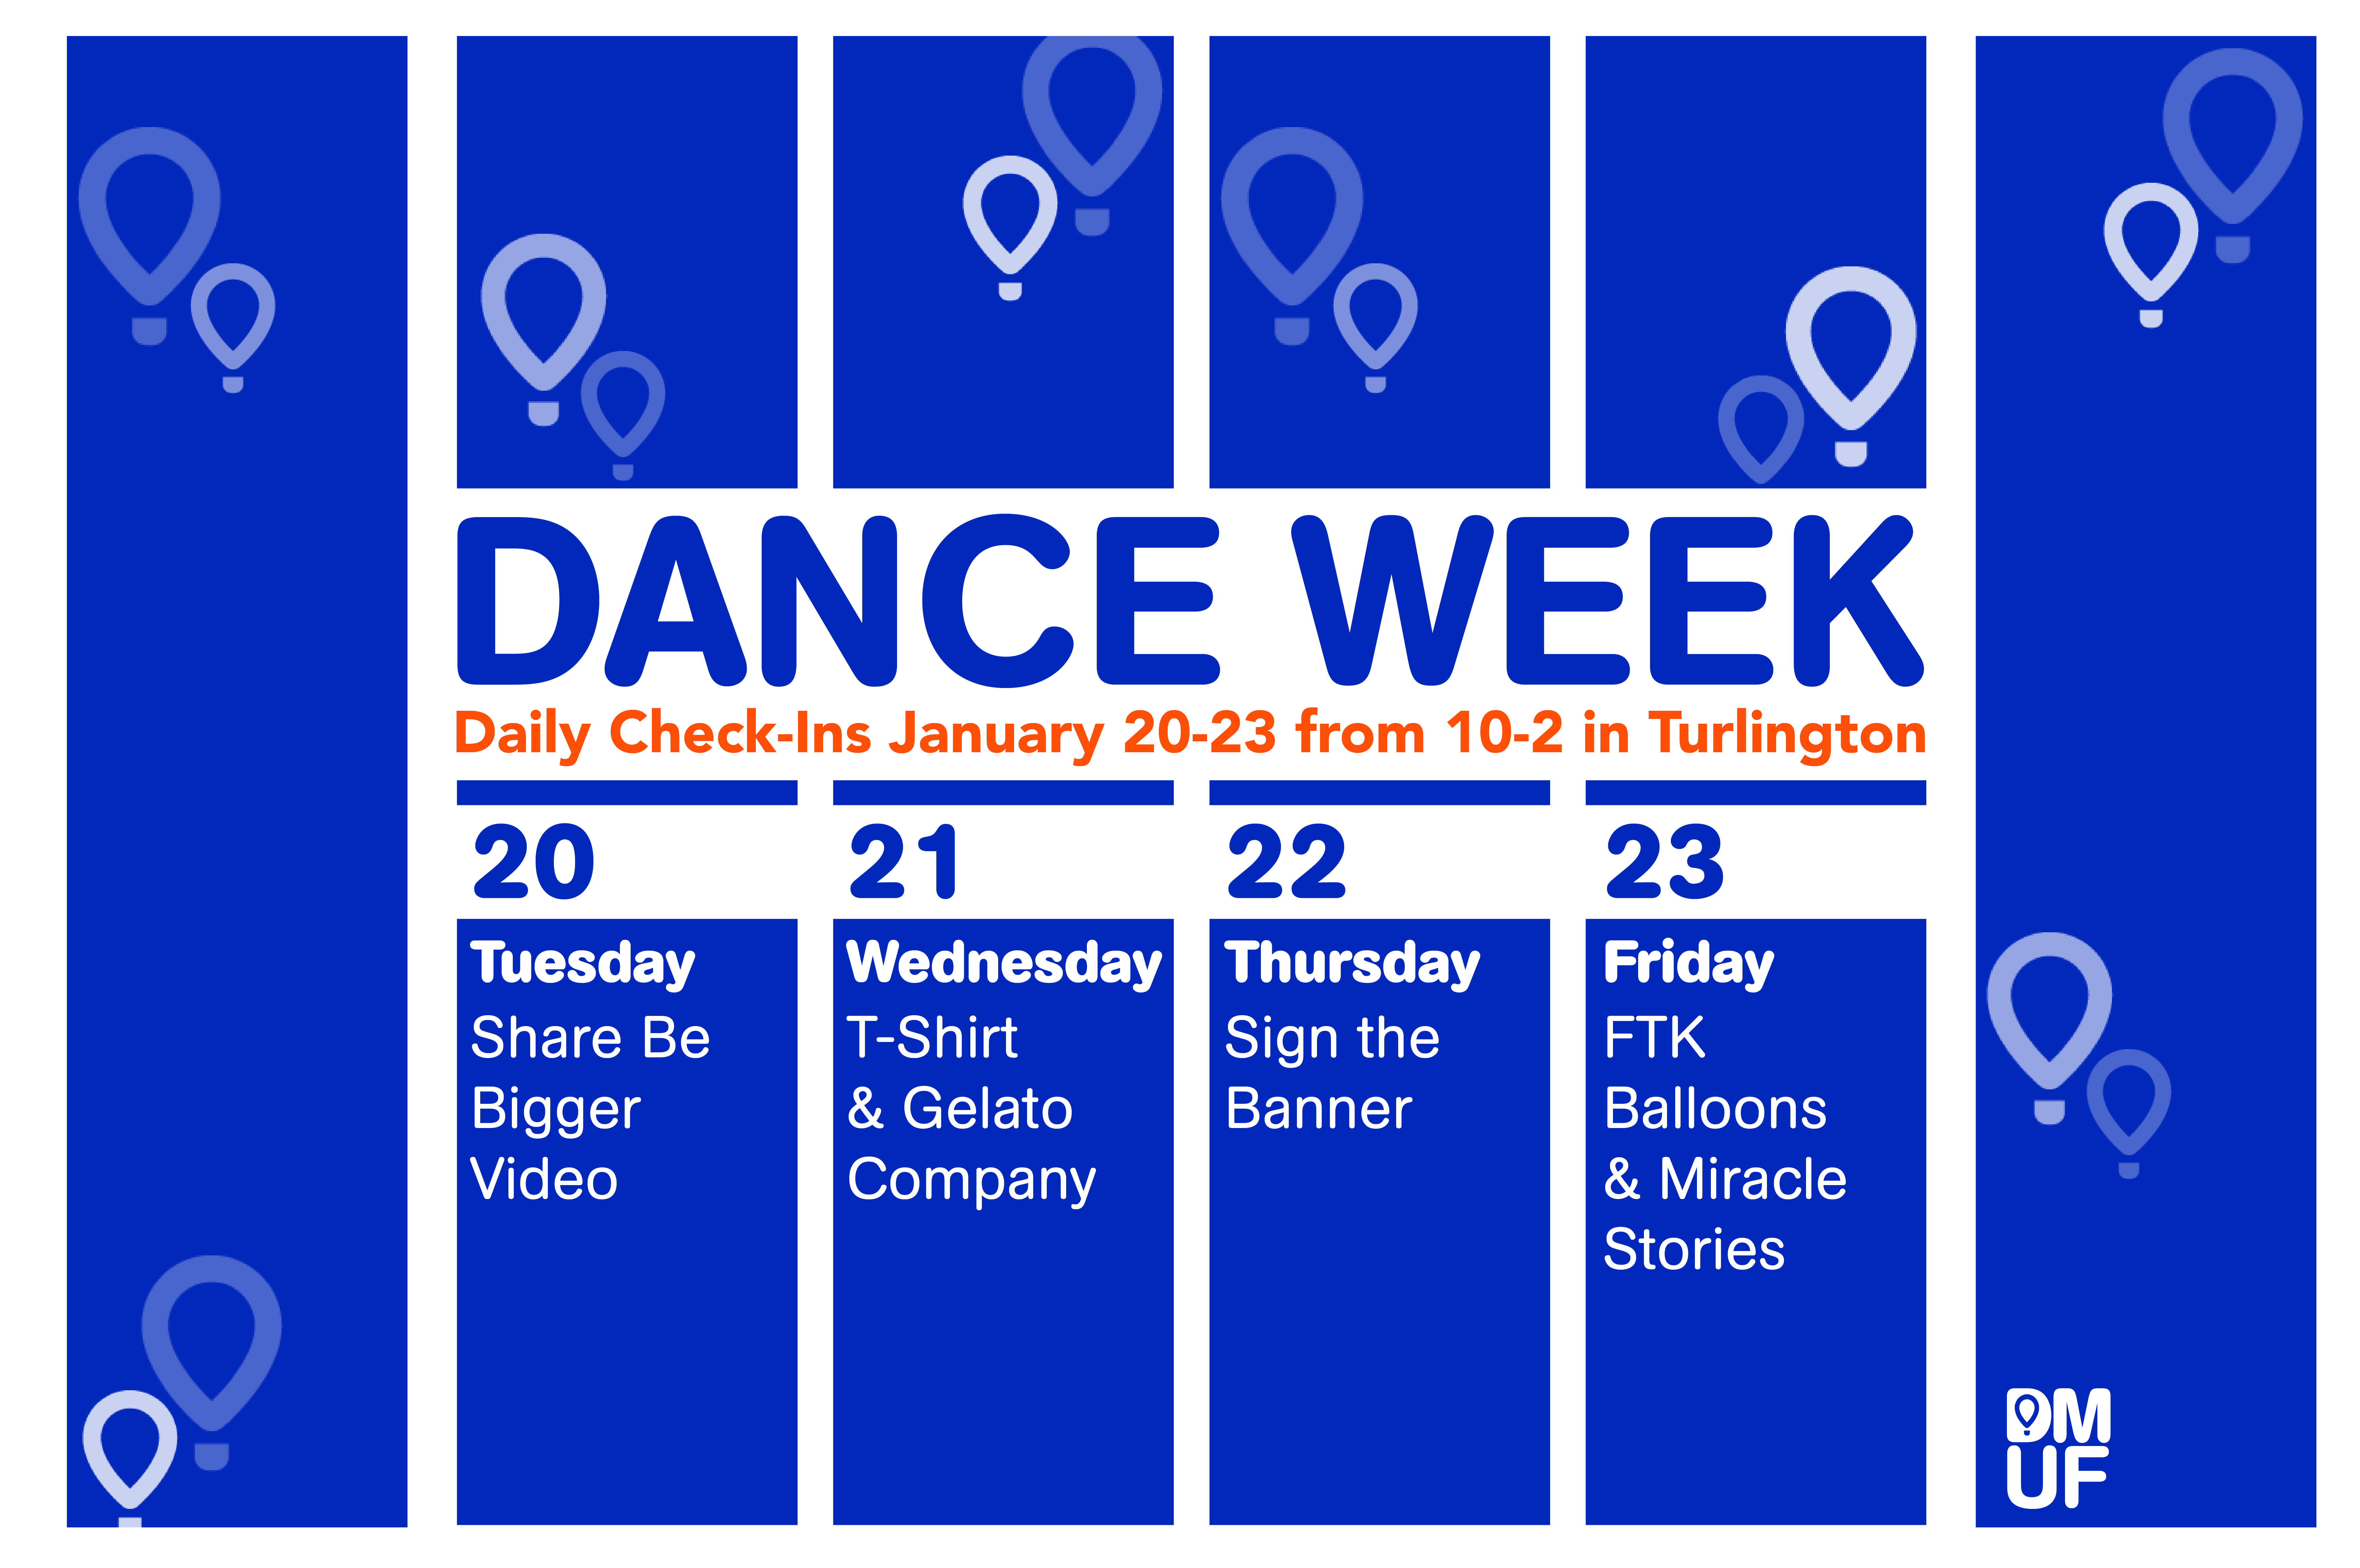 DANCE WEEK
Daily Check-Ins January 20-23 from 10-2 in Turlington
20
Tuesday
Share Be
Bigger
Video
21
Wednesday
T-Shirt
& Gelato
Company
22
Thursday
Sign the
Banner
23
Friday
FTK
Balloons
& Miracle
Stories
DM
UF